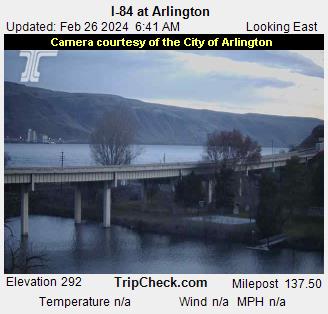 I-84 at Arlington
Updated: Feb 26 2024 6:41 AM Looking East
Camera courtesy of the City of Arlington
Elevation 292 TripCheck.com Milepost 137.50
Temperature n/a Wind n/a MPH n/a